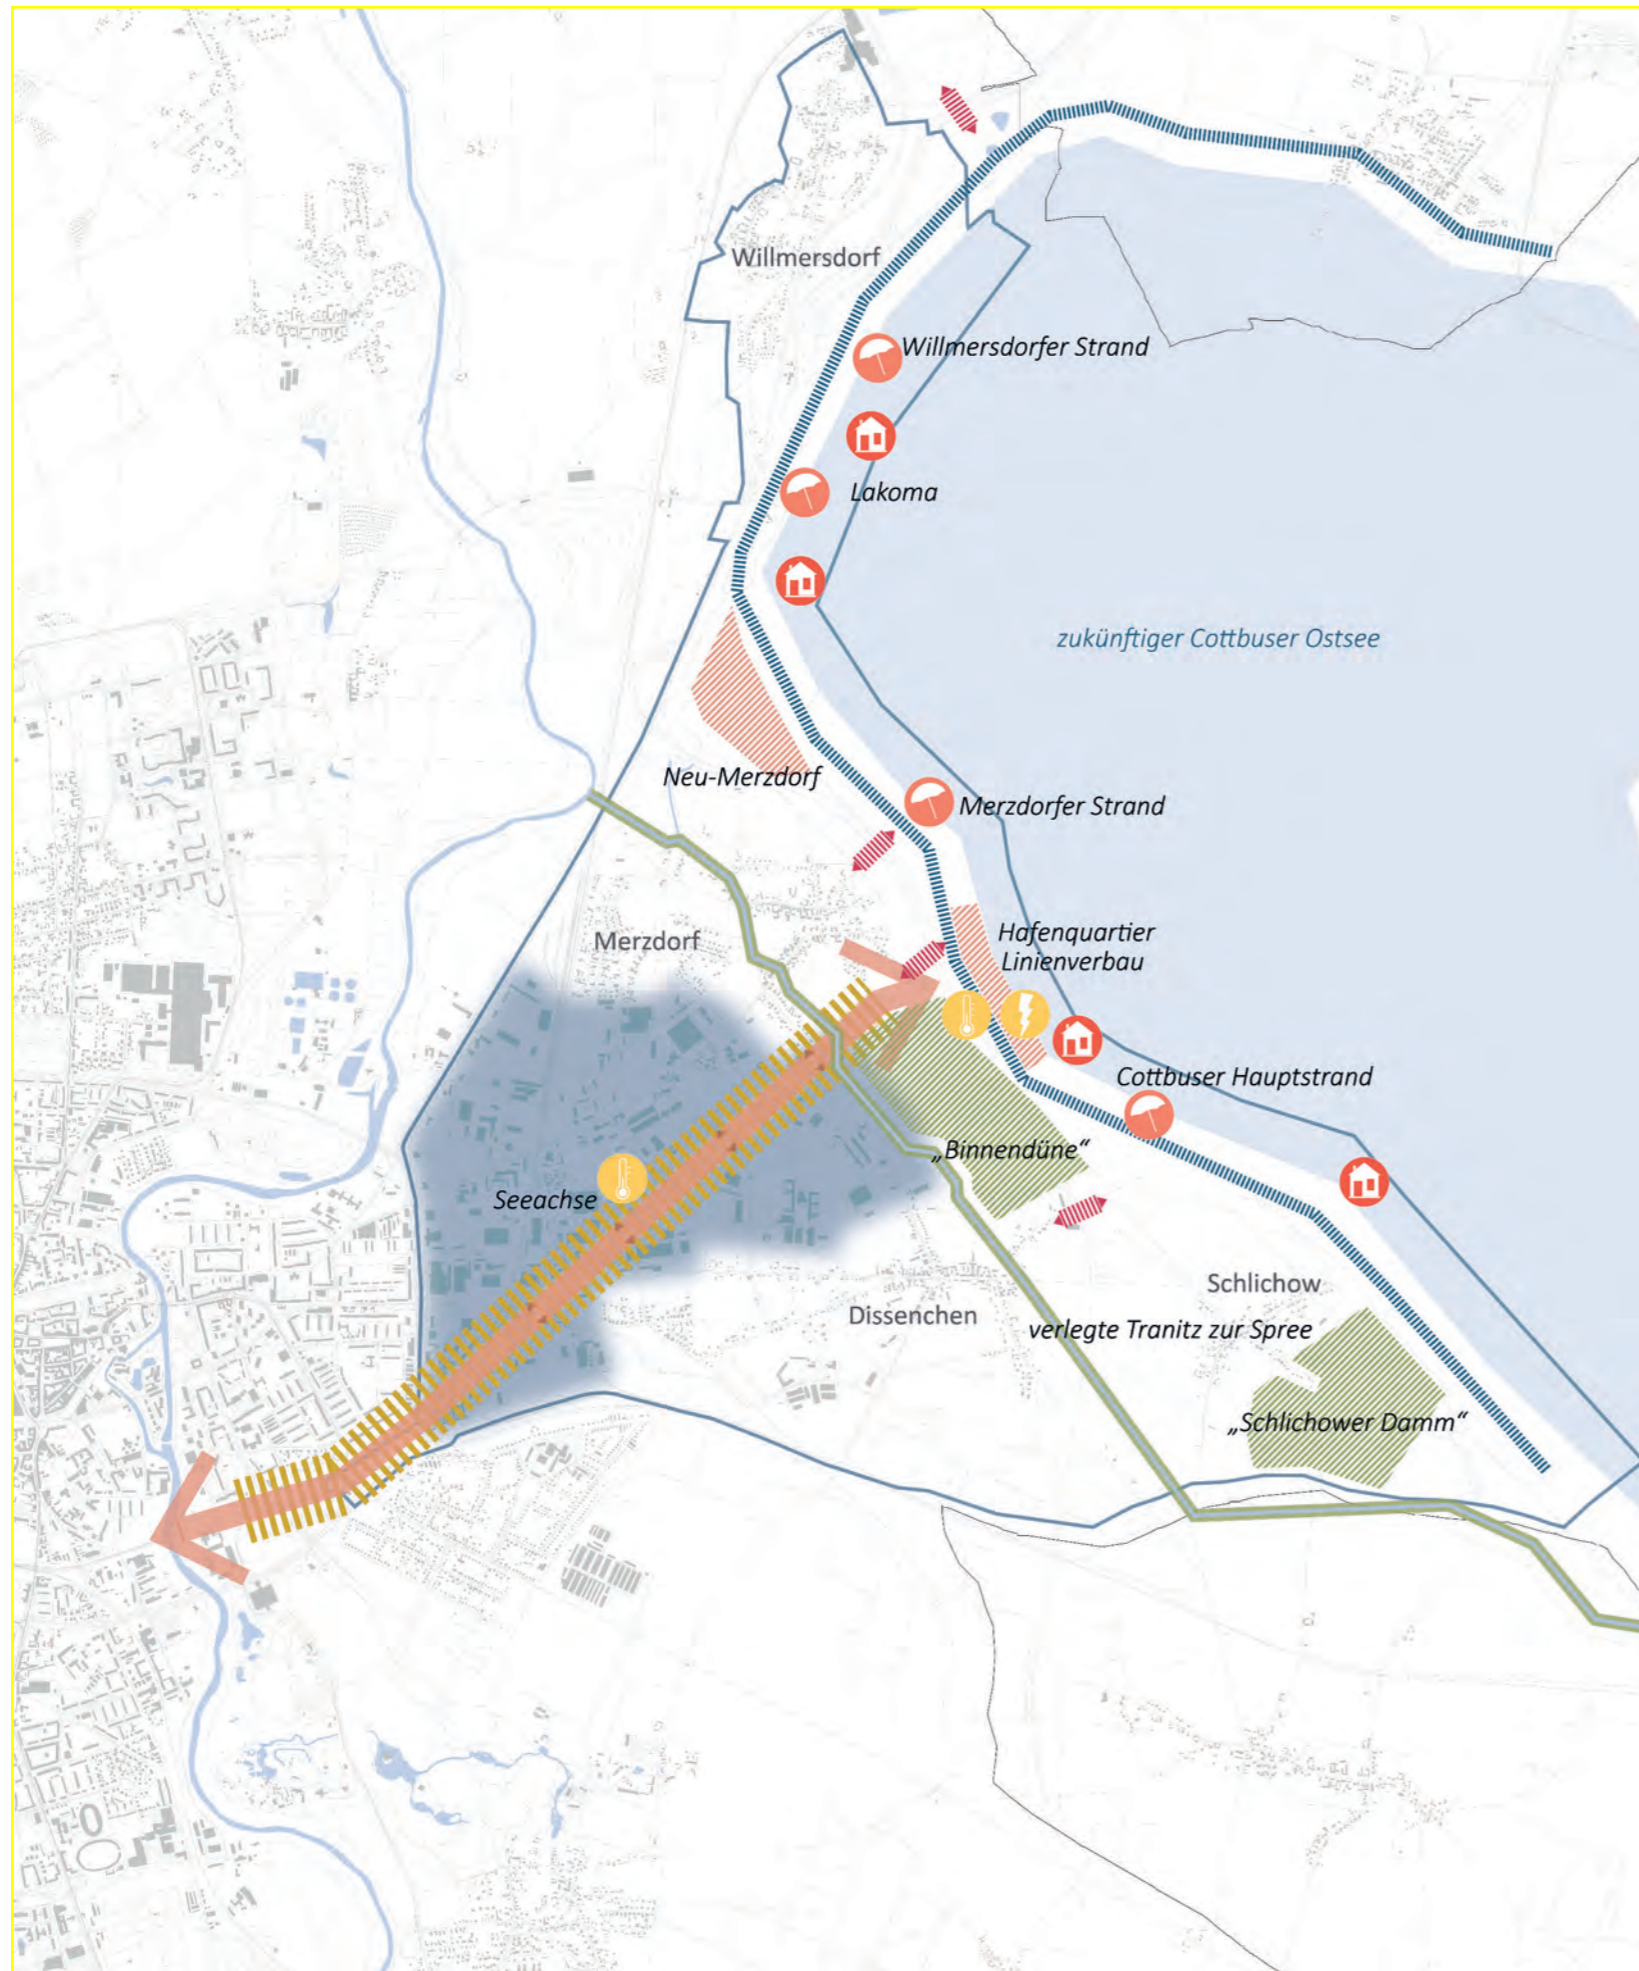 Willmersdorf
Willmersdorfer Strand
Lakoma
zukünftiger Cottbuser Ostsee
Neu-Merzdorf
Merzdorfer Strand
Merzdorf
Hafenquartier
Linienverbau
Cottbuser Hauptstrand
„Binnendüne“
Seeachse
Schlichow
Dissenchen
verlegte Tranitz zur Spree
„Schlichower Damm“